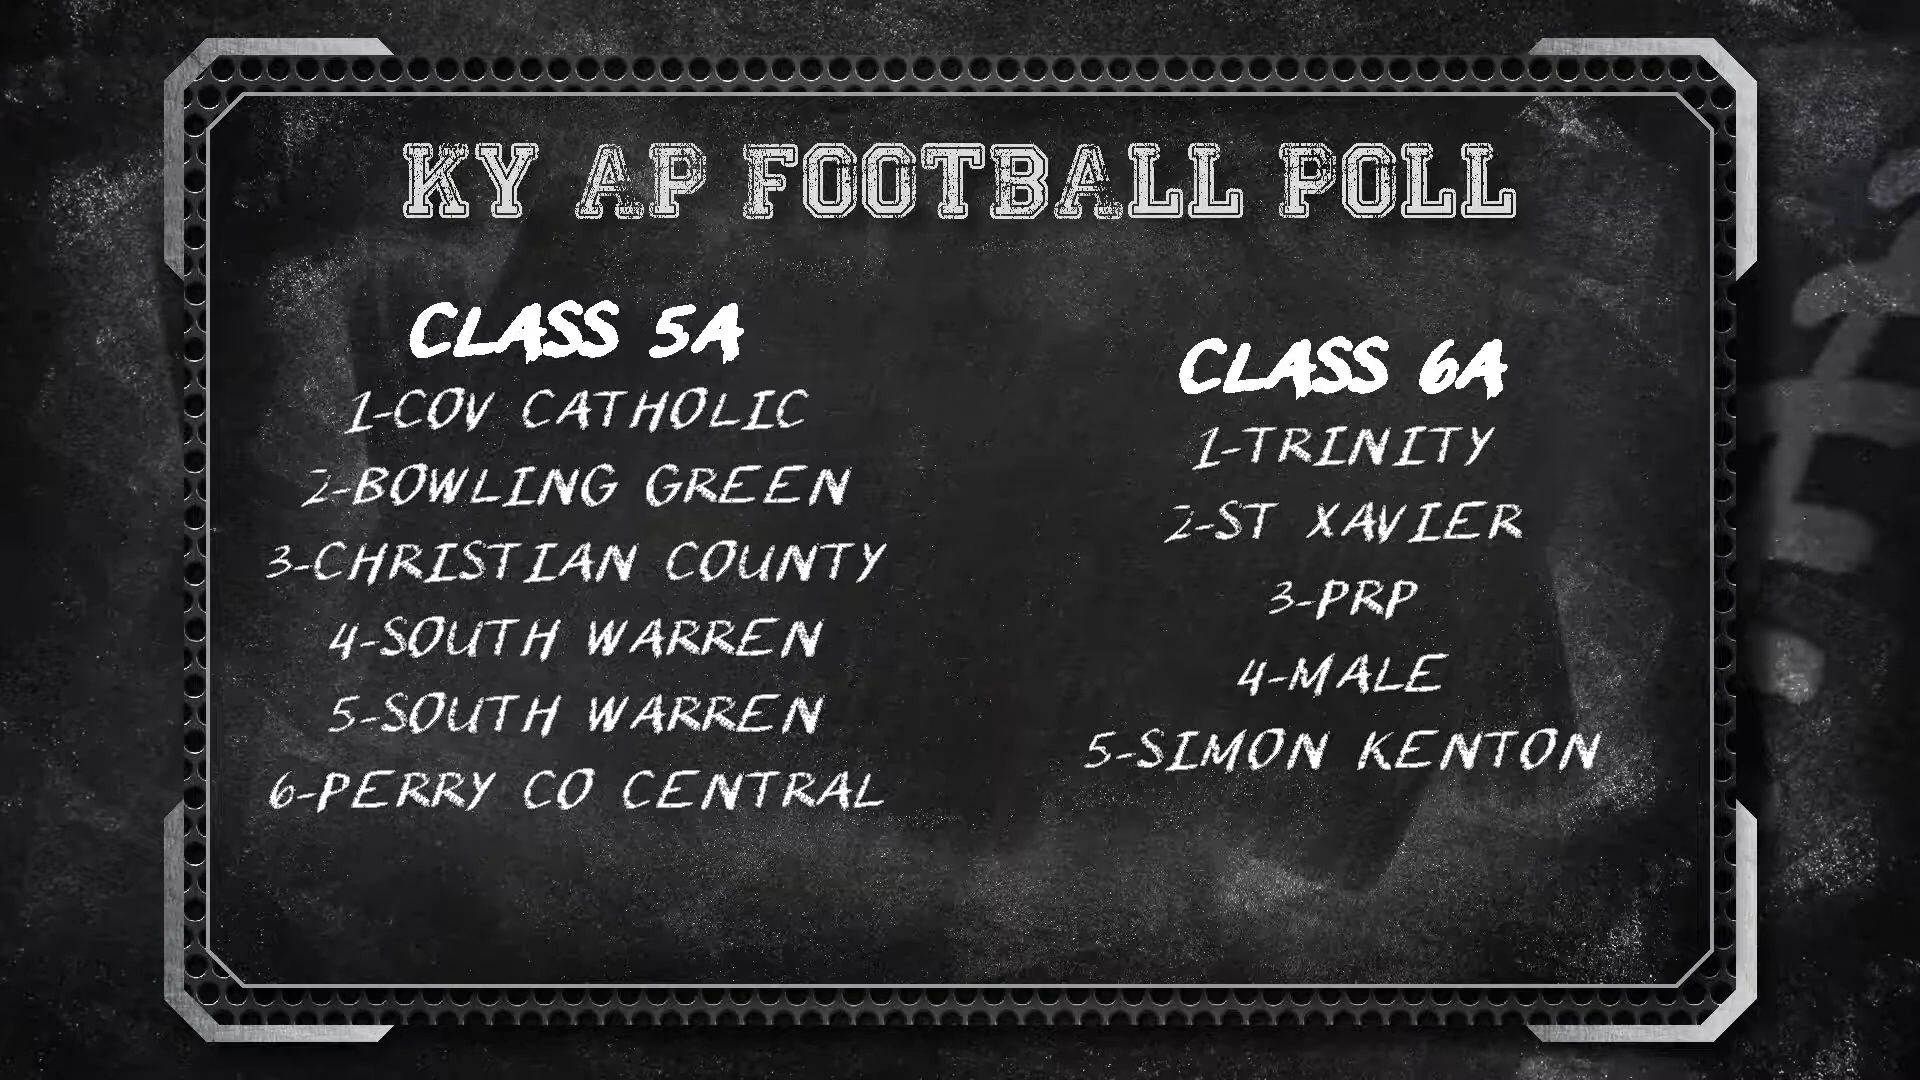 KY AP FOOTBALL POLL
CLASS 5A
1-COV CATHOLIC
2-BOWLING GREEN
3-CHRISTIAN COUNTY
4-SOUTH WARREN
5-SOUTH WARREN
6-PERRY CO CENTRAL
CLASS 6A
1-TRINITY
2-ST XAVIER
3-PRP
4-MALE
5-SIMON KENTON